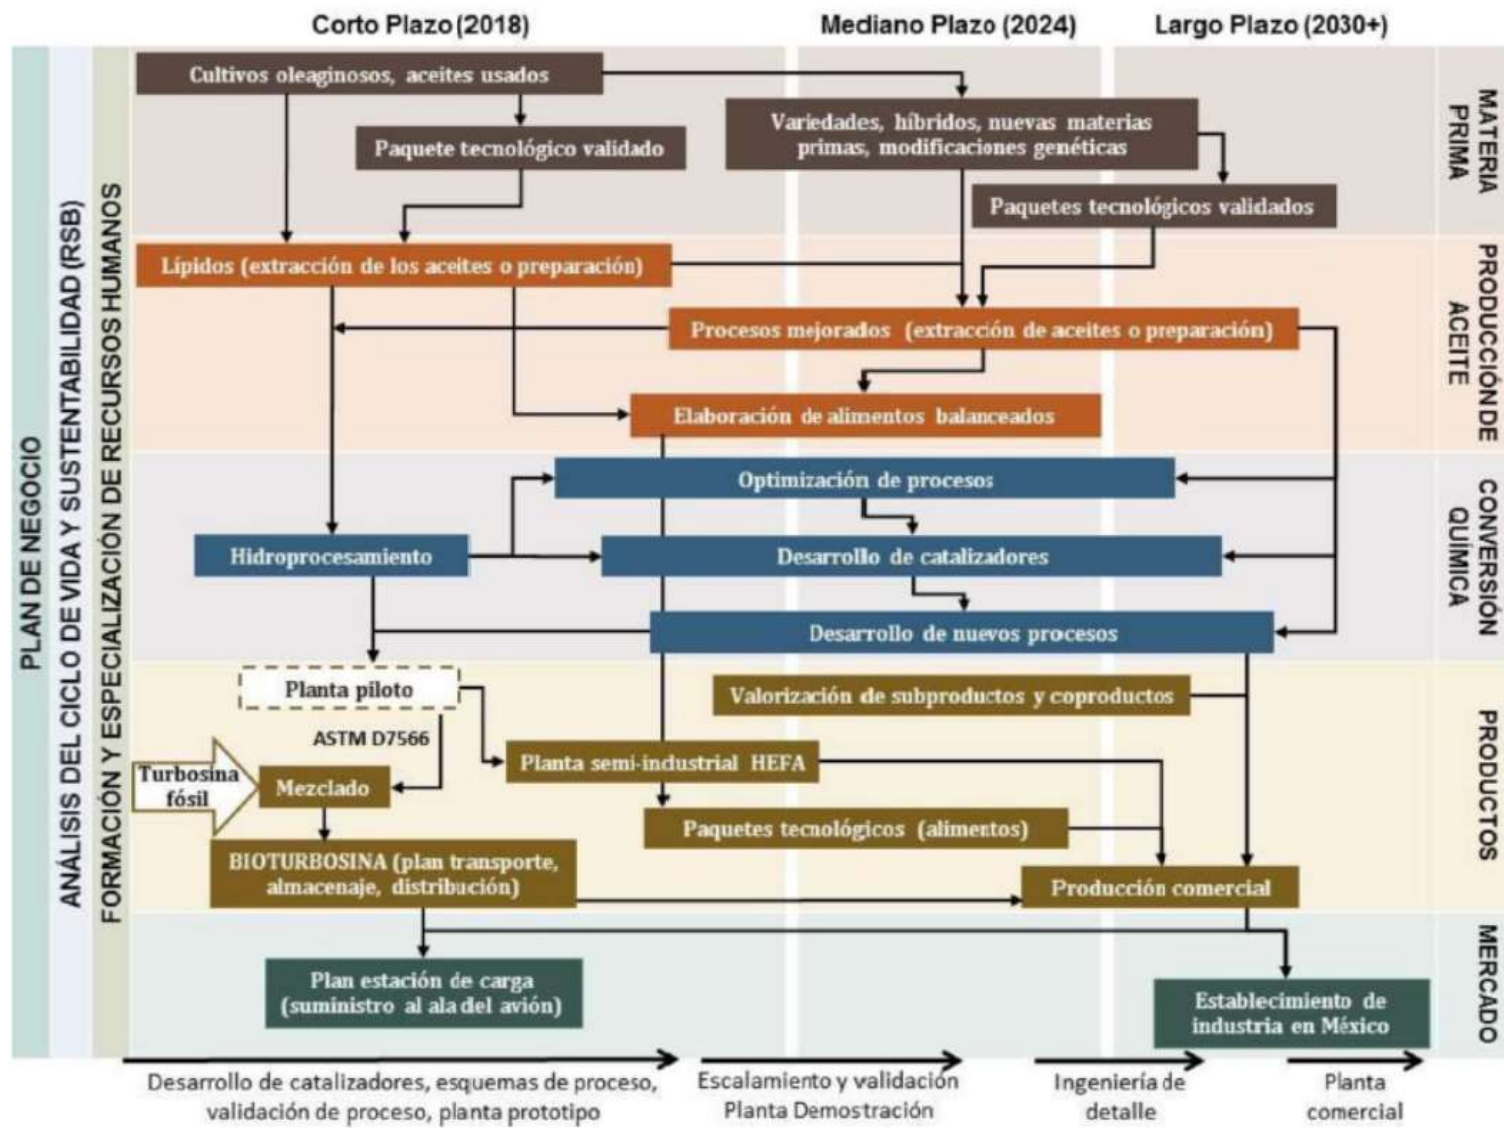 Corto Plazo (2018)
Mediano Plazo (2024)
Largo Plazo (2030+)
PLAN DE NEGOCIO
ANÁLISIS DEL CICLO DE VIDA Y SUSTENTABILIDAD (RSB)
FORMACIÓN Y ESPECIALIZACIÓN DE RECURSOS HUMANOS
MATERIA
PRIMA
Cultivos oleaginosos, aceites usados
Paquete tecnológico validado
Variedades, híbridos, nuevas materias
primas, modificaciones genéticas
Paquetes tecnológicos validados
PRODUCCIÓN DE
ACEITE
Lípidos (extracción de los aceites o preparación)
Procesos mejorados (extracción de aceites o preparación)
Elaboración de alimentos balanceados
CONVERSIÓN
QUÍMICA
Optimización de procesos
Hidroprocesamiento
Desarrollo de catalizadores
Desarrollo de nuevos procesos
PRODUCTOS
Planta piloto
Valorización de subproductos y coproductos
ASTM D7566
Planta semi-industrial HEFA
Turbosina
fósil
Mezclado
Paquetes tecnológicos (alimentos)
BIOTURBOSINA (plan transporte,
almacenaje, distribución)
Producción comercial
MERCADO
Plan estación de carga
(suministro al ala del avión)
Establecimiento de
industria en México
Desarrollo de catalizadores, esquemas de proceso,
validación de proceso, planta prototipo
Escalamiento y validación
Planta Demostración
Ingeniería de
detalle
Planta
comercial